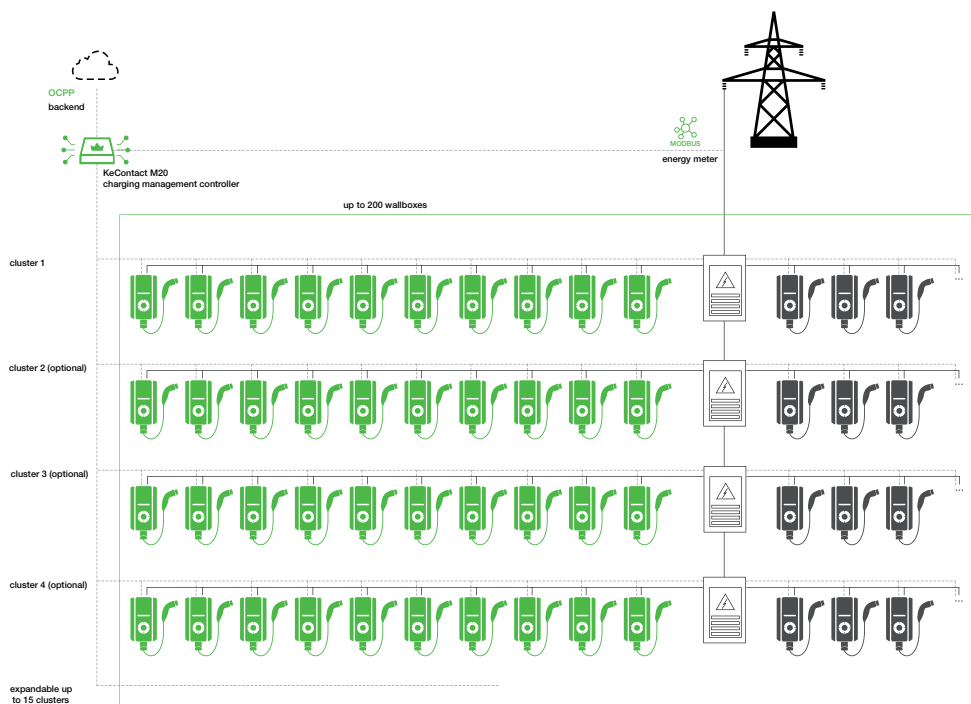 OCPP
backend
MODBUS
energy meter
KeContact M20
charging management controller
up to 200 wallboxes
cluster 1
cluster 2 (optional)
cluster 3 (optional)
cluster 4 (optional)
expandable up
to 15 clusters